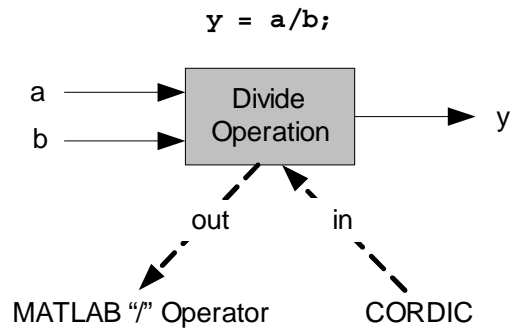 y = a/b;
a
b
Divide
Operation
y
out
in
MATLAB “/” Operator
CORDIC